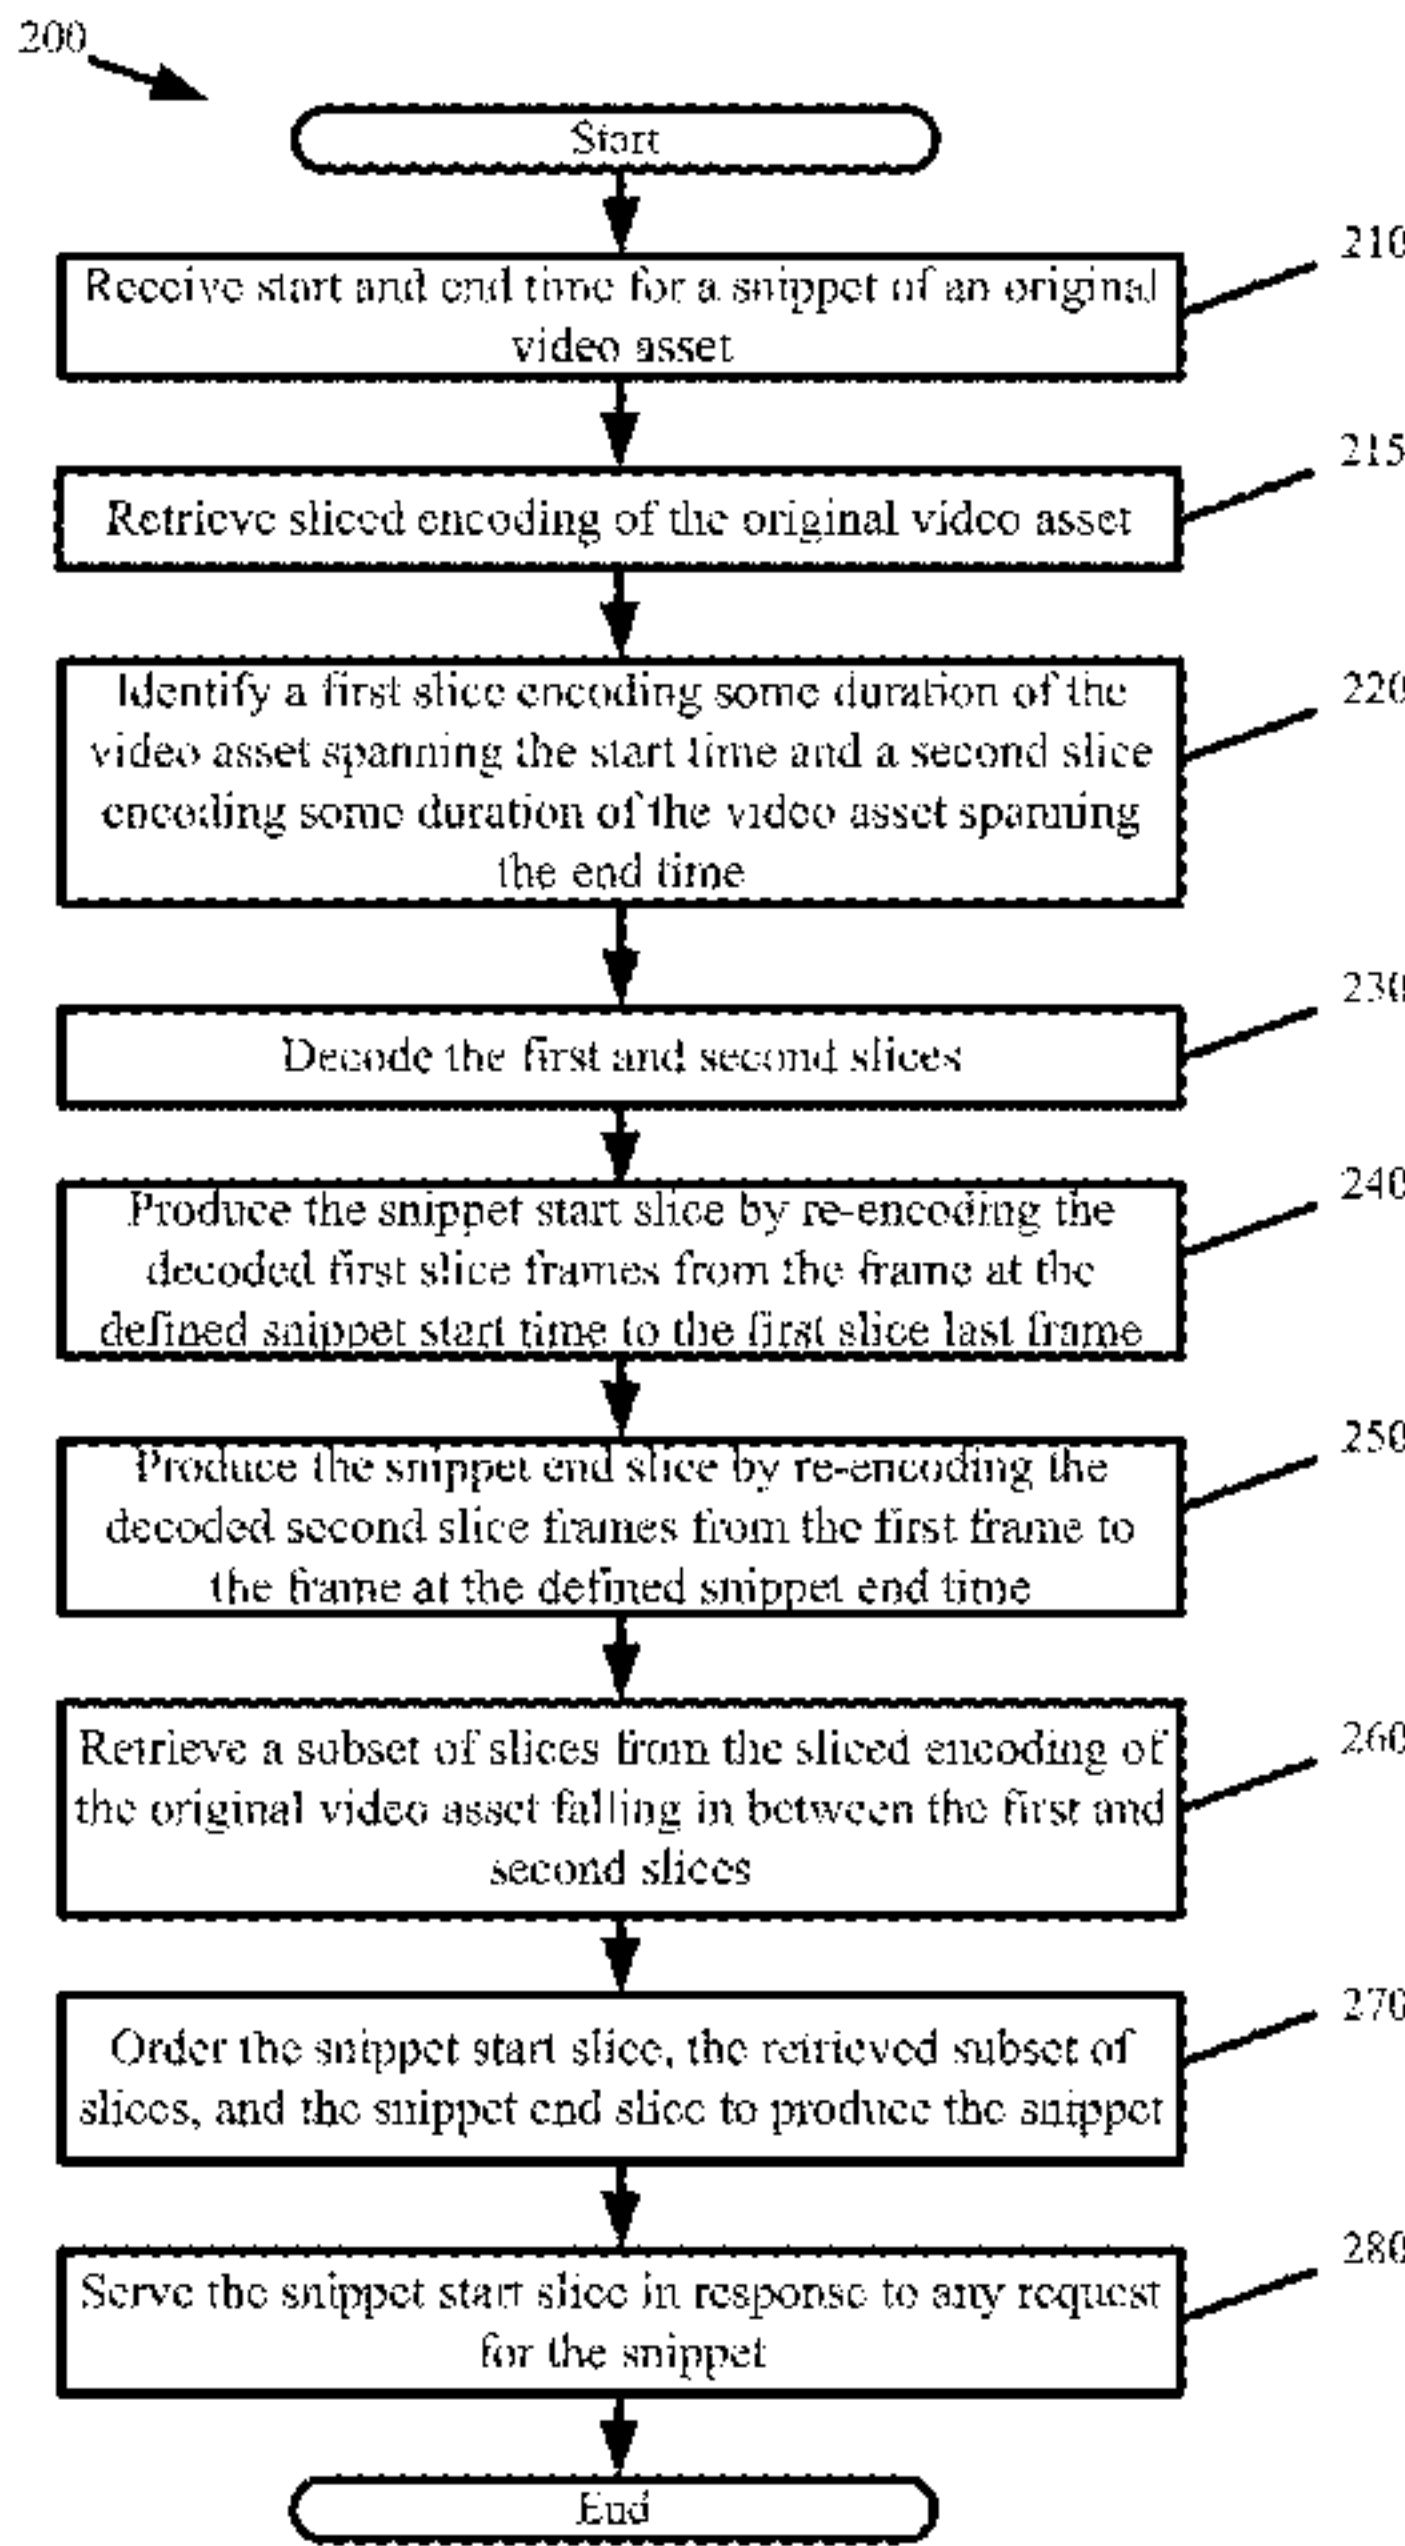 200
Start
210
Receive start and end time for a snippet of an original
video asset
215
Retrieve sliced encoding of the original video asset
220
Identify a first slice encoding some duration of the
video asset spanning the start time and a second slice
encoding some duration of the video asset spanning
the end time
230
Decode the first and second slices
240
Produce the snippet start slice by re-encoding the
decoded first slice frames from the frame at the
defined snippet start time to the first slice last frame
250
Produce the snippet end slice by re-encoding the
decoded second slice frames from the first frame to
the frame at the defined snippet end time
260
Retrieve a subset of slices from the sliced encoding of
the original video asset falling in between the first and
second slices
270
Order the snippet start slice, the retrieved subset of
slices, and the snippet end slice to produce the snippet
280
Serve the snippet start slice in response to any request
for the snippet
End